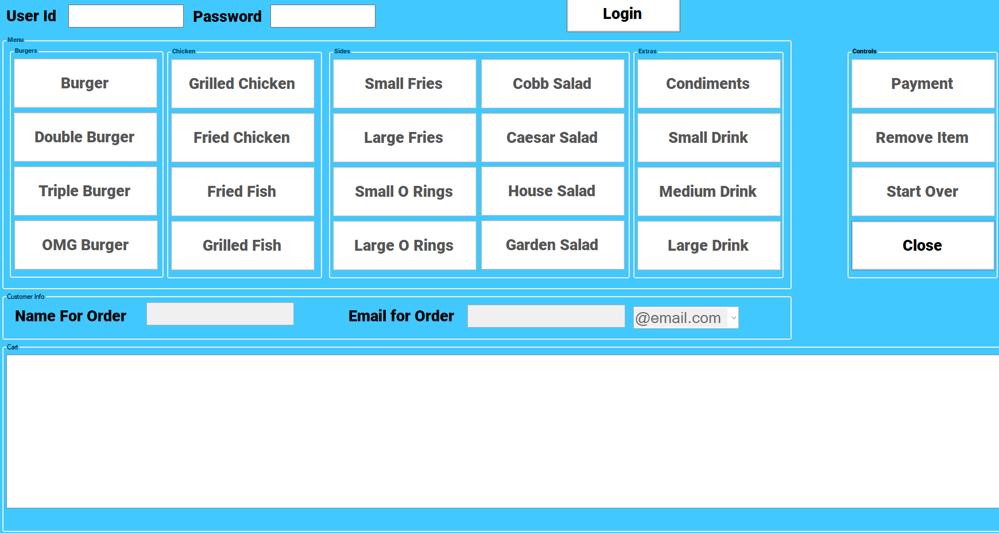 User Id
Password
Login
Menu
Burgers
Burger
Double Burger
Triple Burger
OMG Burger
Chicken
Grilled Chicken
Fried Chicken
Fried Fish
Grilled Fish
Sides
Small Fries
Large Fries
Small O Rings
Large O Rings
Cobb Salad
Caesar Salad
House Salad
Garden Salad
Extras
Condiments
Small Drink
Medium Drink
Large Drink
Controls
Payment
Remove Item
Start Over
Close
Customer Info
Name For Order
Email for Order
@email.com
Cart